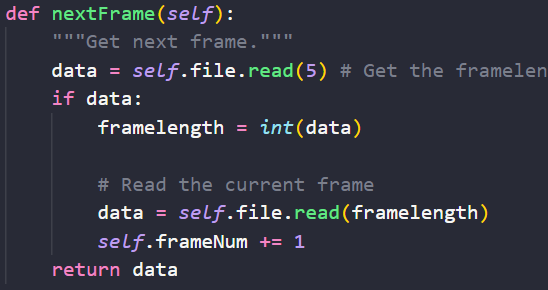 def nextFrame(self):
    """Get next frame."""
    data = self.file.read(5) # Get the framelen
    if data:
        framelength = int(data)

        # Read the current frame
        data = self.file.read(framelength)
        self.frameNum += 1
    return data